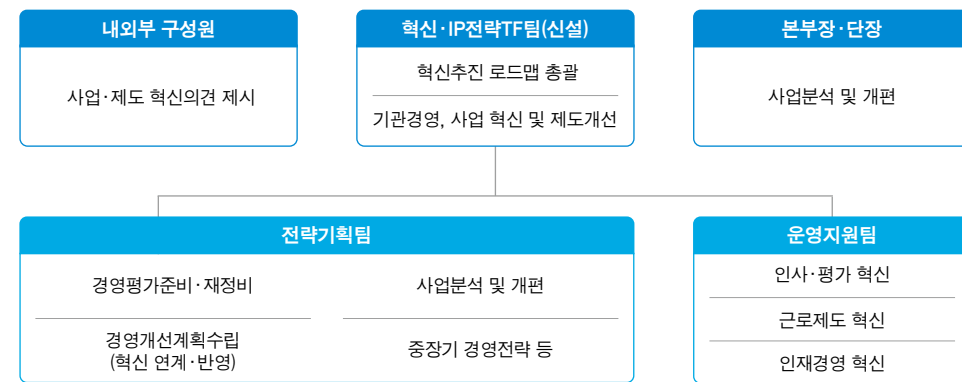 내외부 구성원
사업·제도 혁신의견 제시
혁신·IP전략TF팀(신설)
혁신추진 로드맵 총괄
기관경영, 사업 혁신 및 제도개선
본부장·단장
사업분석 및 개편
전략기획팀
경영평가준비·재정비
사업분석 및 개편
경영개선계획수립
(혁신 연계·반영)
중장기 경영전략 등
운영지원팀
인사·평가 혁신
근로제도 혁신
인재경영 혁신